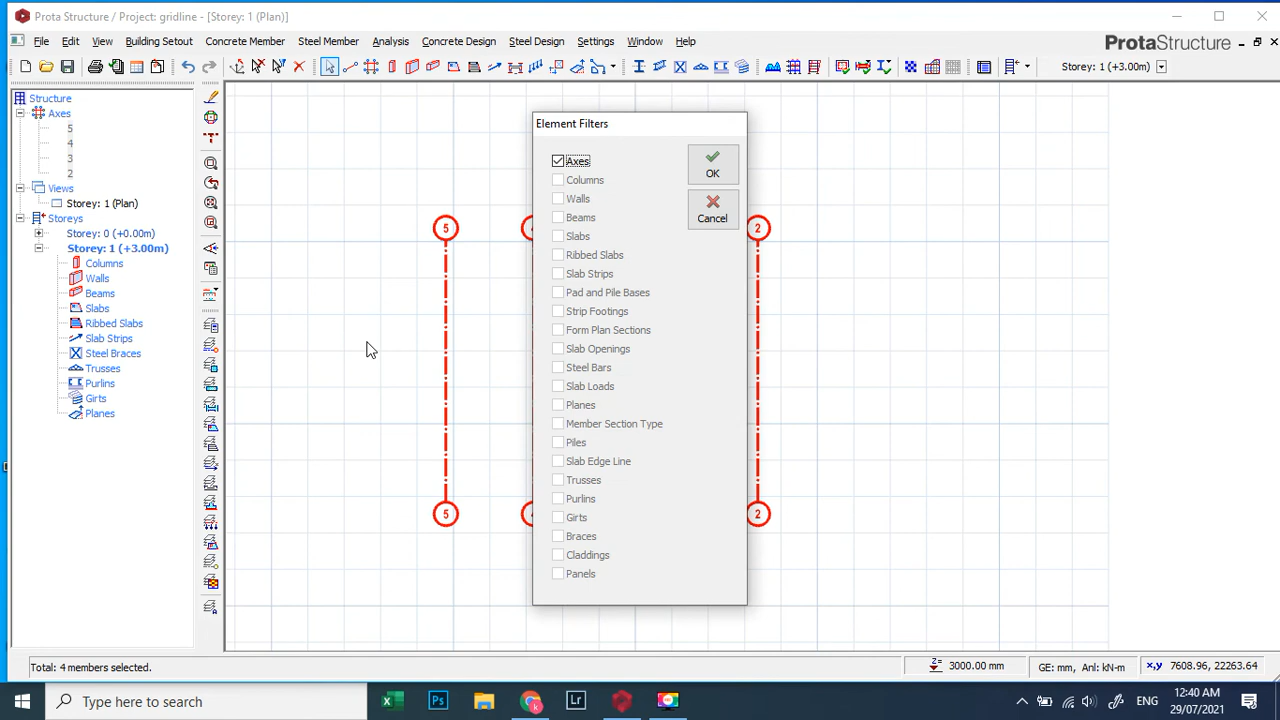 Prota Structure / Project: gridline - [Storey: 1 (Plan)]
File Edit View Building Setout Concrete Member Steel Member Analysis Concrete Design Steel Design Settings Window Help
ProtaStructure
Storey: 1 (+3.00m)
Structure
Axes
5
4
3
2
Views
Storey: 1 (Plan)
Storeys
Storey: 0 (+0.00m)
Storey: 1 (+3.00m)
Columns
Walls
Beams
Slabs
Ribbed Slabs
Slab Strips
Steel Braces
Trusses
Purlins
Girts
Planes
5
2
5
2
Element Filters
Axes
Columns
Walls
Beams
Slabs
Ribbed Slabs
Slab Strips
Pad and Pile Bases
Strip Footings
Form Plan Sections
Slab Openings
Steel Bars
Slab Loads
Planes
Member Section Type
Piles
Slab Edge Line
Trusses
Purlins
Girts
Braces
Claddings
Panels
OK
Cancel
Total: 4 members selected.
Z= 3000.00 mm
GE: mm, Anl: kN-m
x,y 7608.96, 22263.64
Type here to search
Ps
Lr
ENG
12:40 AM
29/07/2021